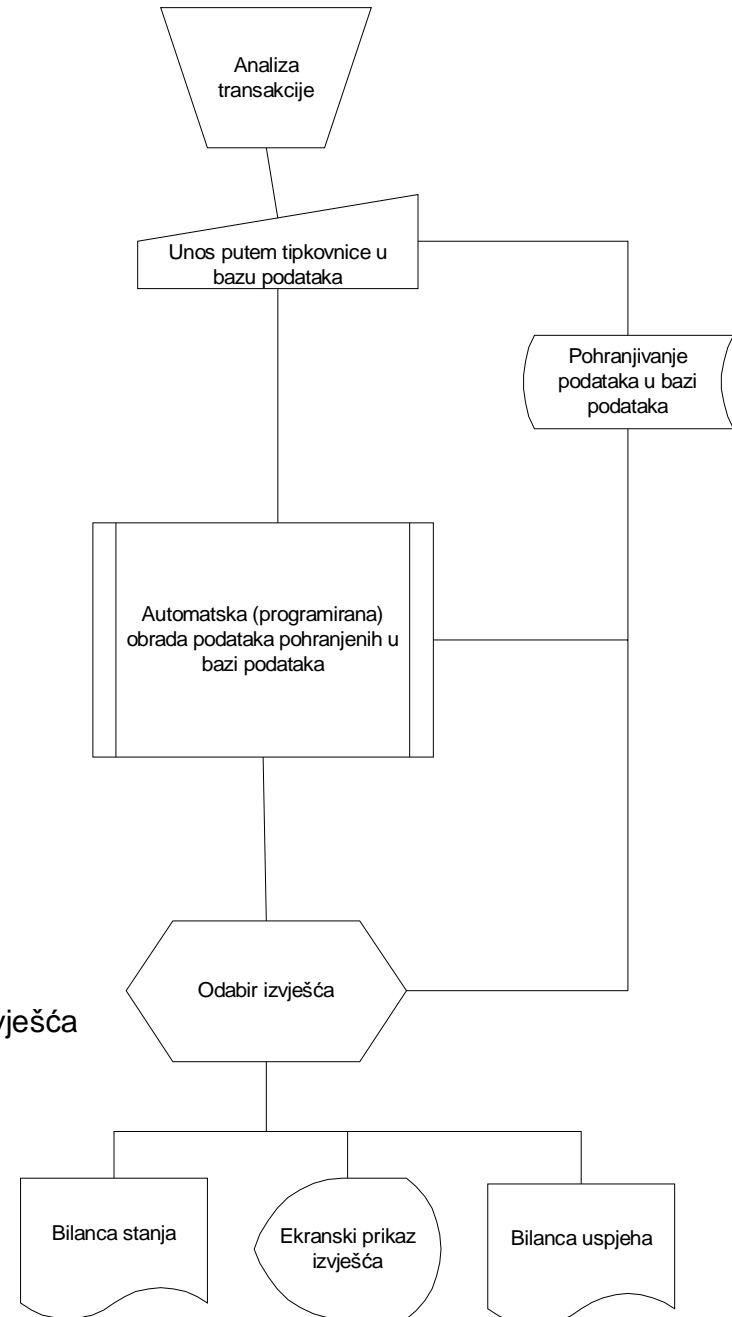 Analiza
transakcije
Unos putem tipkovnice u
bazu podataka
Pohranjivanje
podataka u bazi
podataka
Automatska (programirana)
obrada podataka pohranjenih u
bazi podataka
Odabir izvješća
vješća
Bilanca stanja
Ekranski prikaz
izvješća
Bilanca uspjeha